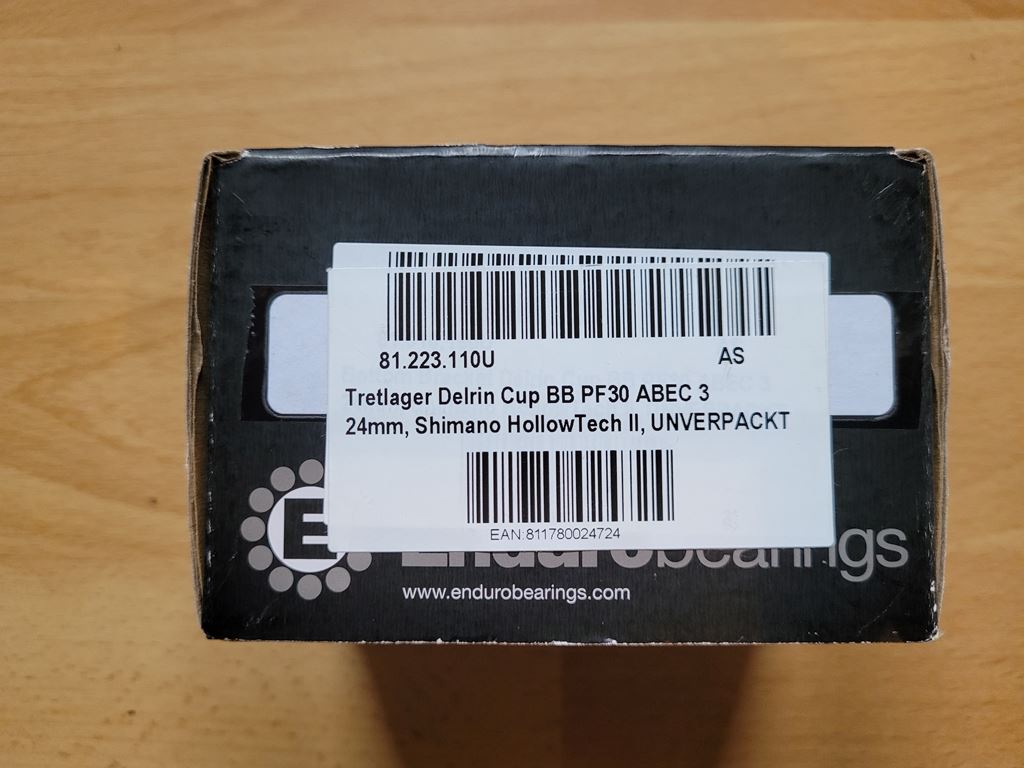 81.223.110U AS
Tretlager Delrin Cup BB PF30 ABEC 3
24mm, Shimano HollowTech II, UNVERPACKT
EAN:811780024724
E
Endurobearings
www.endurobearings.com